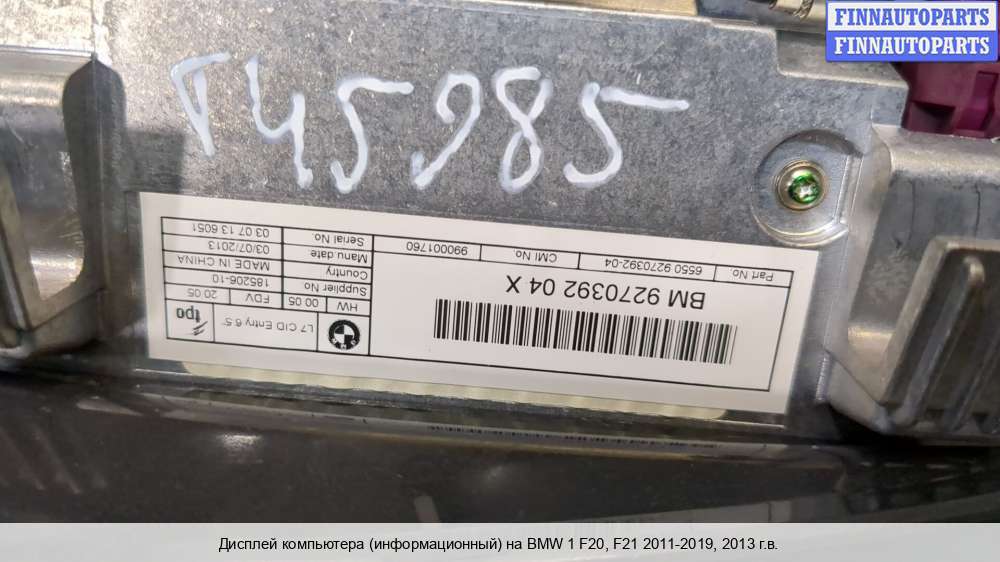 FINNAUTOPARTS
FINNAUTOPARTS
T45985
L7 CID Entry 6.5"
tpo
HW 00 05 FDV 20 05
Supplier No. 185206-10
Country MADE IN CHINA
Manu.date 03/07/2013
Serial No. 03 07 13 6051
BM 9270392 04 X
Part No. 6550 9270392-04 CMI No. 990001760
Дисплей компьютера (информационный) на BMW 1 F20, F21 2011-2019, 2013 г.в.